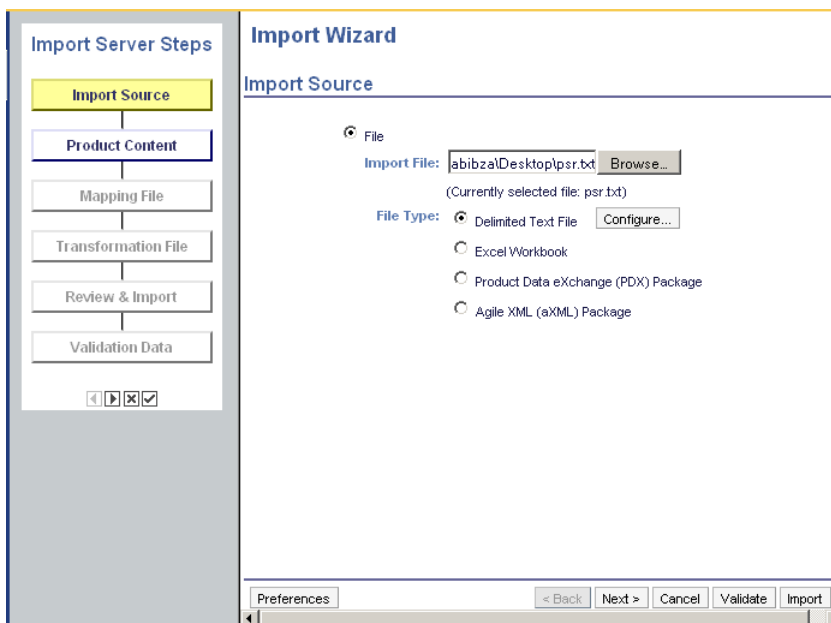 Import Server Steps
Import Source
Product Content
Mapping File
Transformation File
Review & Import
Validation Data
Import Wizard
Import Source
File
Import File: abibza\Desktop\psr.txt Browse...
(Currently selected file: psr.txt)
File Type: Delimited Text File Configure...
Excel Workbook
Product Data eXchange (PDX) Package
Agile XML (aXML) Package
Preferences < Back Next > Cancel Validate Import